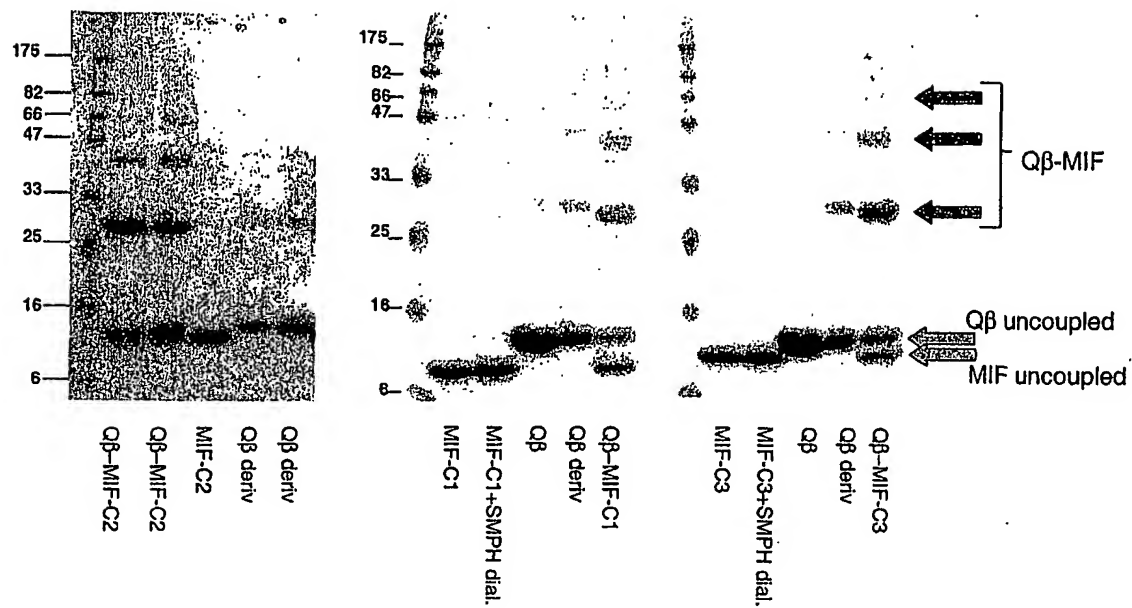 175
82
66
47
33
25
16
6
Qβ–MIF-C2
Qβ–MIF-C2
MIF-C2
Qβ deriv
Qβ deriv
175
82
66
47
33
25
16
6
MIF-C1
MIF-C1+SMPH dial.
Qβ
Qβ deriv
Qβ–MIF-C1
MIF-C3
MIF-C3+SMPH dial.
Qβ
Qβ deriv
Qβ–MIF-C3
Qβ-MIF
Qβ uncoupled
MIF uncoupled